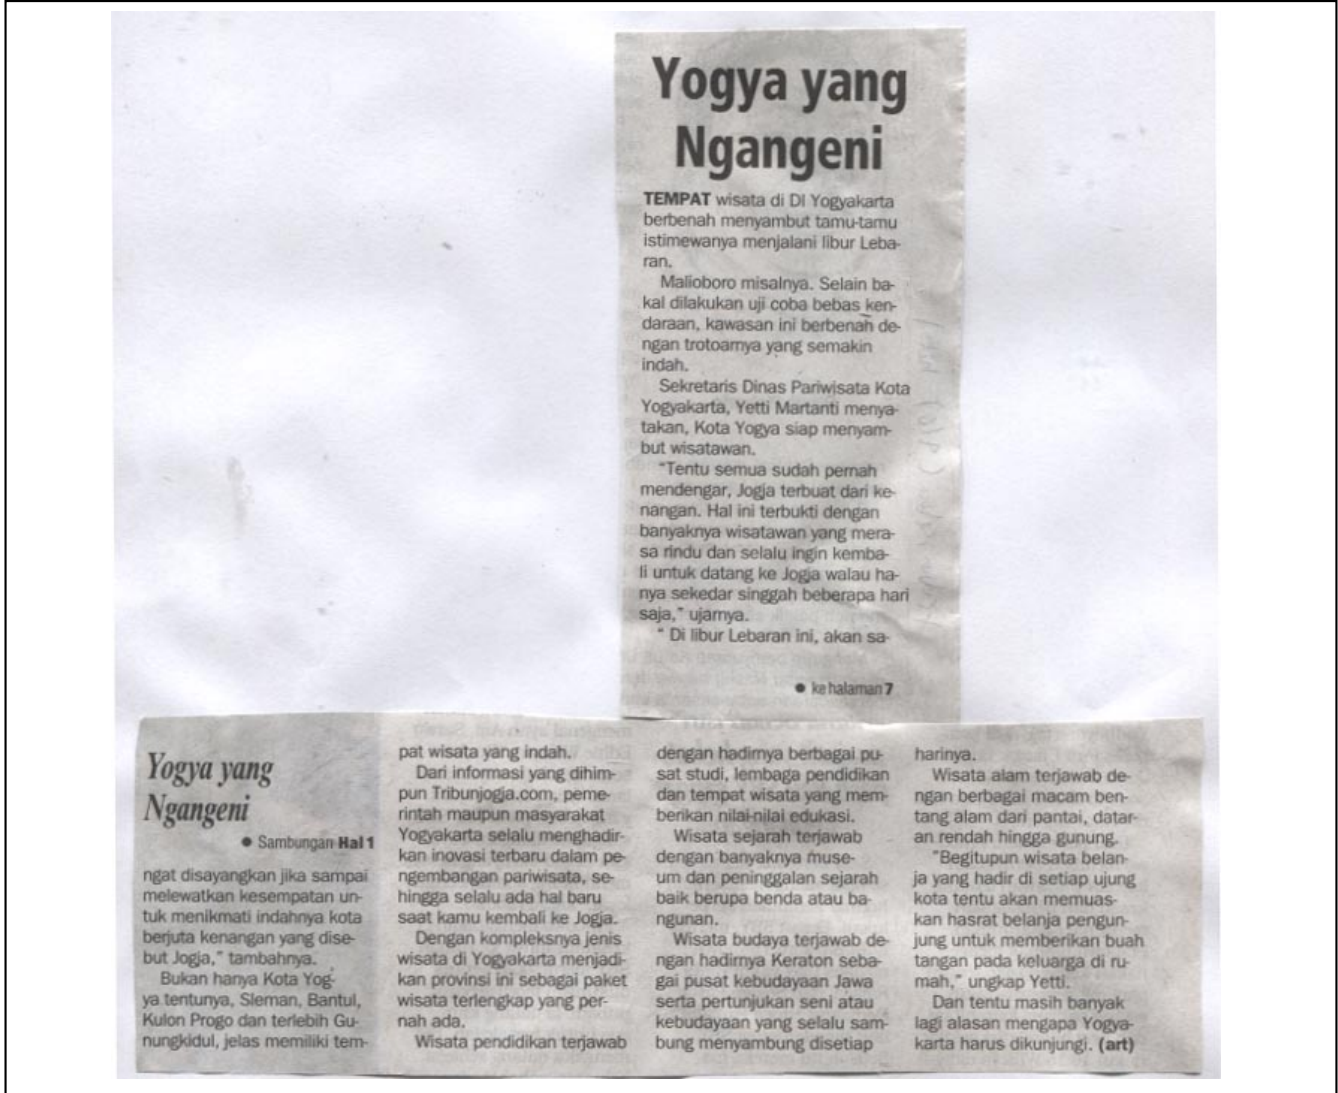 Yogya yang
Ngangeni
TEMPAT wisata di DI Yogyakarta
berbenah menyambut tamu-tamu
istimewanya menjalani libur Leba-
ran.
Malioboro misalnya. Selain ba-
kal dilakukan uji coba bebas ken-
daraan, kawasan ini berbenah de-
ngan trotoarnya yang semakin
indah.
Sekretaris Dinas Pariwisata Kota
Yogyakarta, Yetti Martanti menya-
takan, Kota Yogya siap menyam-
but wisatawan.
"Tentu semua sudah pernah
mendengar, Jogja terbuat dari ke-
nangan. Hal ini terbukti dengan
banyaknya wisatawan yang mera-
sa rindu dan selalu ingin kemba-
li untuk datang ke Jogja walau ha-
nya sekedar singgah beberapa hari
saja," ujarnya.
" Di libur Lebaran ini, akan sa-
● ke halaman 7
Yogya yang
Ngangeni
● Sambungan Hal 1
ngat disayangkan jika sampai
melewatkan kesempatan un-
tuk menikmati indahnya kota
berjuta kenangan yang dise-
but Jogja," tambahnya.
Bukan hanya Kota Yog-
ya tentunya, Sleman, Bantul,
Kulon Progo dan terlebih Gu-
nungkidul, jelas memiliki tem-
pat wisata yang indah.
Dari informasi yang dihim-
pun Tribunjogja.com, peme-
rintah maupun masyarakat
Yogyakarta selalu menghadir-
kan inovasi terbaru dalam pe-
ngembangan pariwisata, se-
hingga selalu ada hal baru
saat kamu kembali ke Jogja.
Dengan kompleksnya jenis
wisata di Yogyakarta menjadi-
kan provinsi ini sebagai paket
wisata terlengkap yang per-
nah ada.
Wisata pendidikan terjawab
dengan hadirnya berbagai pu-
sat studi, lembaga pendidikan
dan tempat wisata yang mem-
berikan nilai-nilai edukasi.
Wisata sejarah terjawab
dengan banyaknya muse-
um dan peninggalan sejarah
baik berupa benda atau ba-
ngunan.
Wisata budaya terjawab de-
ngan hadirnya Keraton seba-
gai pusat kebudayaan Jawa
serta pertunjukan seni atau
kebudayaan yang selalu sam-
bung menyambung disetiap
harinya.
Wisata alam terjawab de-
ngan berbagai macam ben-
tang alam dari pantai, datar-
an rendah hingga gunung.
"Begitupun wisata belan-
ja yang hadir di setiap ujung
kota tentu akan memuas-
kan hasrat belanja pengun-
jung untuk memberikan buah
tangan pada keluarga di ru-
mah," ungkap Yetti.
Dan tentu masih banyak
lagi alasan mengapa Yogya-
karta harus dikunjungi. (art)